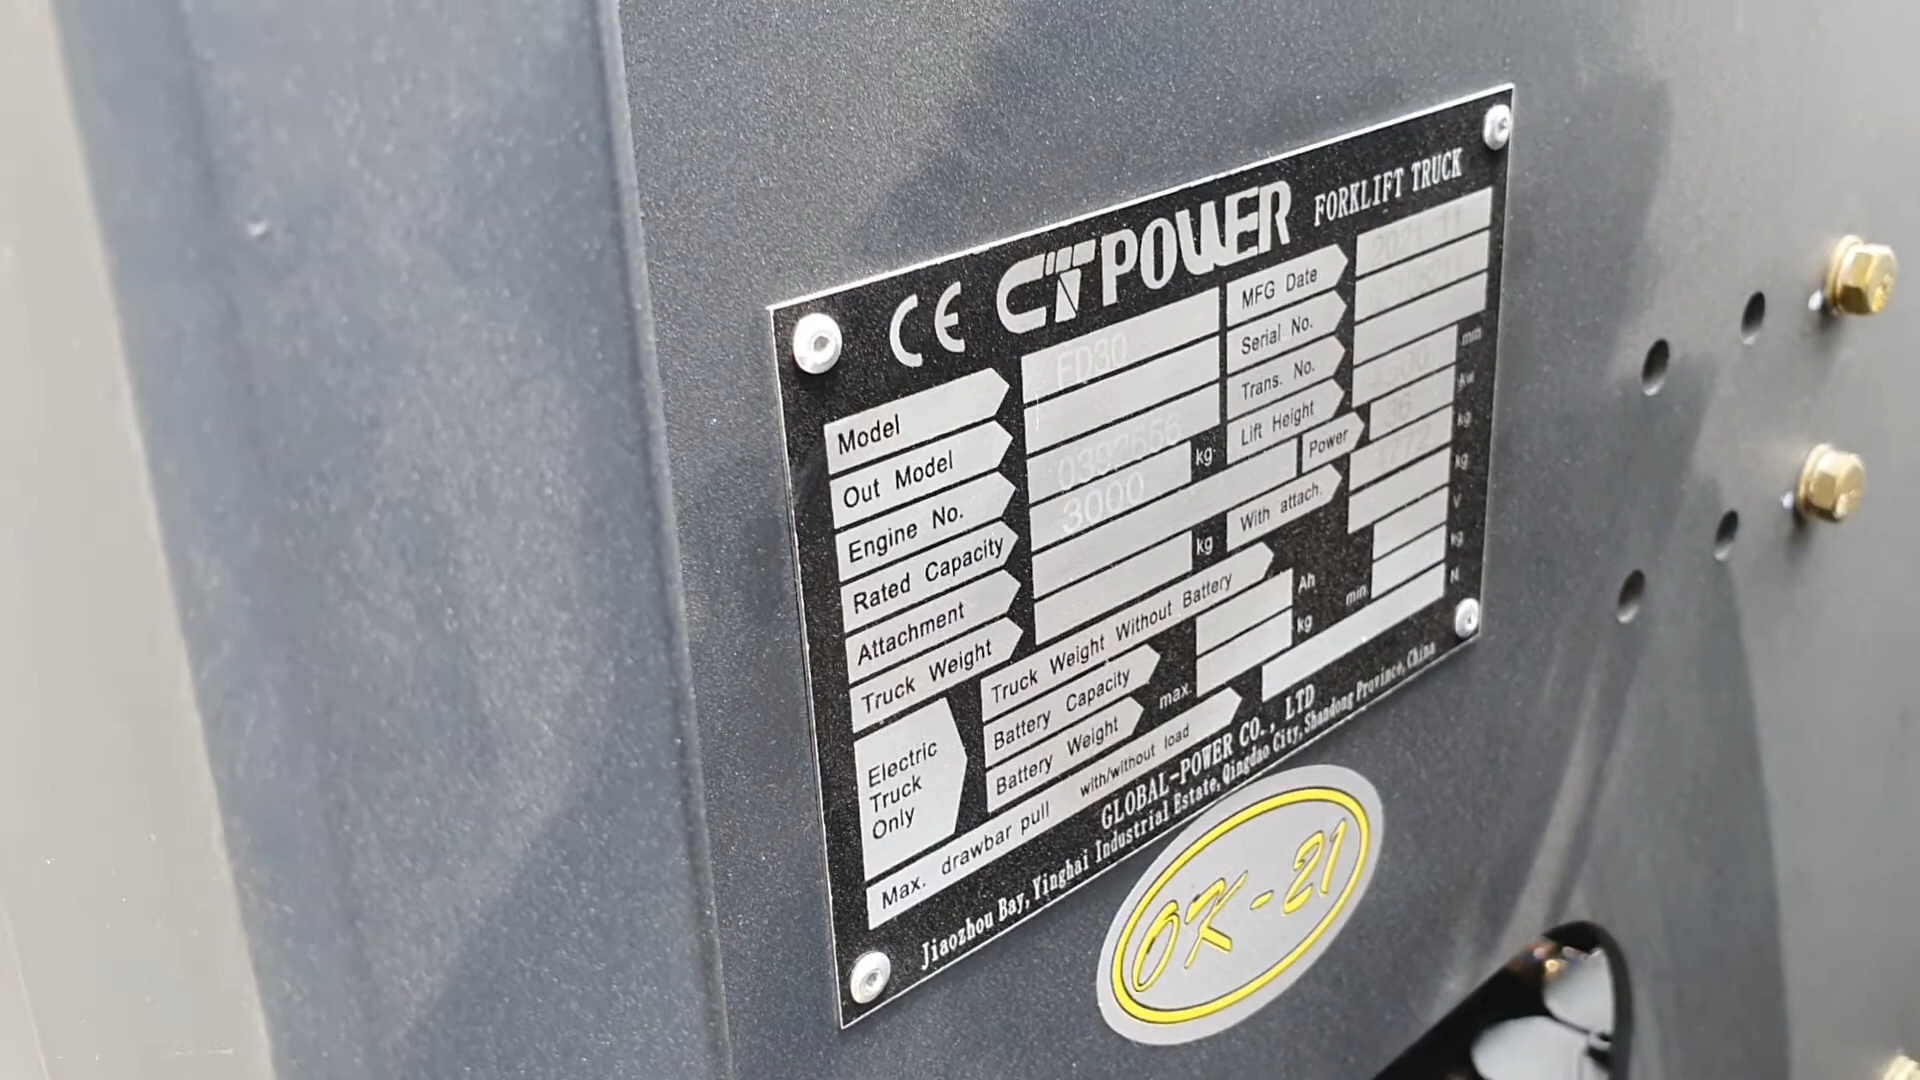 CE GTPOWER FORKLIFT TRUCK
Model FD30 MFG Date 2021.11
Out Model Serial No.
Engine No. Trans. No.
Rated Capacity 3000 kg Lift Height mm
Attachment Power kw
Truck Weight kg With attach. kg
Electric Truck Only
Truck Weight Without Battery kg
Battery Capacity Ah V
Battery Weight max. kg min. kg
Max. drawbar pull with/without load N
GLOBAL-POWER CO., LTD
Jiaozhou Bay, Yinghai Industrial Estate, Qingdao City, Shandong Province, China
OK-21